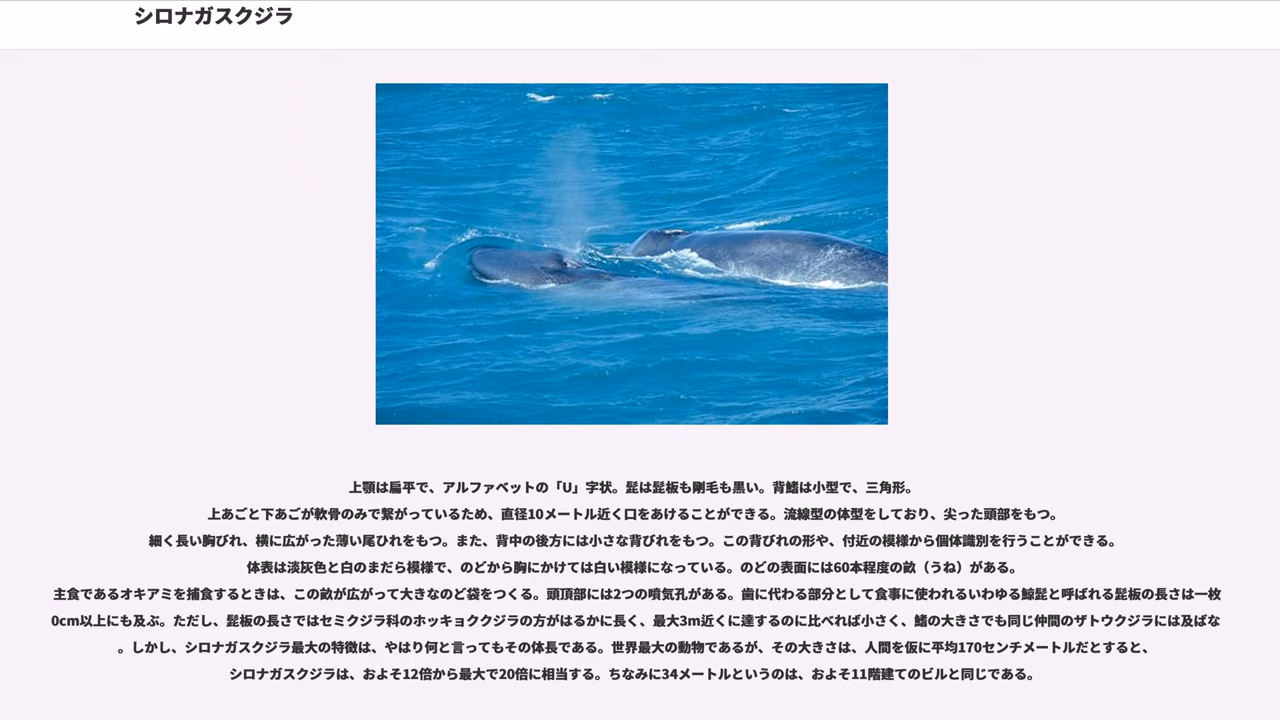 シロナガスクジラ
上顎は扁平で、アルファベットの「U」字状。髭は髭板も剛毛も黒い。背鰭は小型で、三角形。
上あごと下あごが軟骨のみで繋がっているため、直径10メートル近く口をあけることができる。流線型の体型をしており、尖った頭部をもつ。
細く長い胸びれ、横に広がった薄い尾ひれをもつ。また、背中の後方には小さな背びれをもつ。この背びれの形や、付近の模様から個体識別を行うことができる。
体表は淡灰色と白のまだら模様で、のどから胸にかけては白い模様になっている。のどの表面には60本程度の畝（うね）がある。
主食であるオキアミを捕食するときは、この畝が広がって大きなのど袋をつくる。頭頂部には2つの噴気孔がある。歯に代わる部分として食事に使われるいわゆる鯨髭と呼ばれる髭板の長さは一枚
0cm以上にも及ぶ。ただし、髭板の長さではセミクジラ科のホッキョククジラの方がはるかに長く、最大3m近くに達するのに比べれば小さく、鰭の大きさでも同じ仲間のザトウクジラには及ばな
。しかし、シロナガスクジラ最大の特徴は、やはり何と言ってもその体長である。世界最大の動物であるが、その大きさは、人間を仮に平均170センチメートルだとすると、
シロナガスクジラは、およそ12倍から最大で20倍に相当する。ちなみに34メートルというのは、およそ11階建てのビルと同じである。